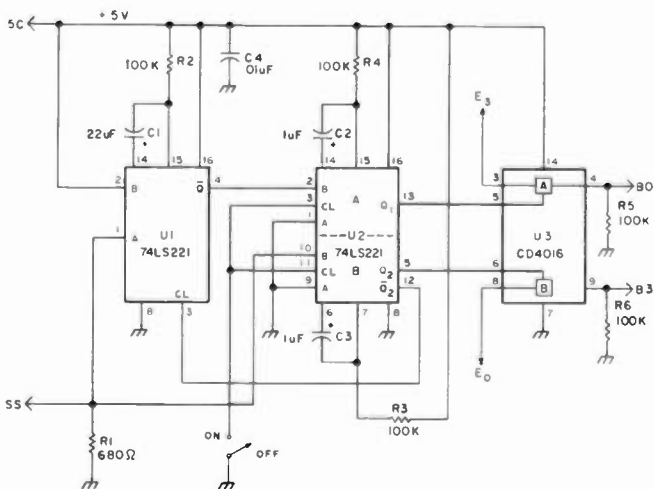 5C
+ 5V
100K
R2
C4
01uF
100K
R4
22uF
C1
+
1uF
C2
+
E3
14
15
16
14
15
16
14
2
B
Q̅
4
2
B
A
3
CL
1
A
Q1
13
3
A
4
BO
5
R5
100K
U1
74LS221
U2
74LS221
U3
CD4016
1
A
10
B
11
CL
B
9
A
Q2
5
Q̅2
12
6
8
B
9
B3
R6
100K
CL
8
3
6
7
8
7
1uF
C3
+
E0
SS
R3
100K
R1
680Ω
ON
OFF